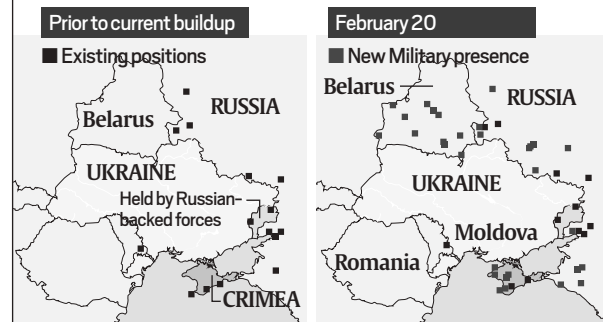 Prior to current buildup
Existing positions
Belarus
RUSSIA
UKRAINE
Held by Russian-
backed forces
CRIMEA
February 20
New Military presence
Belarus
RUSSIA
UKRAINE
Moldova
Romania